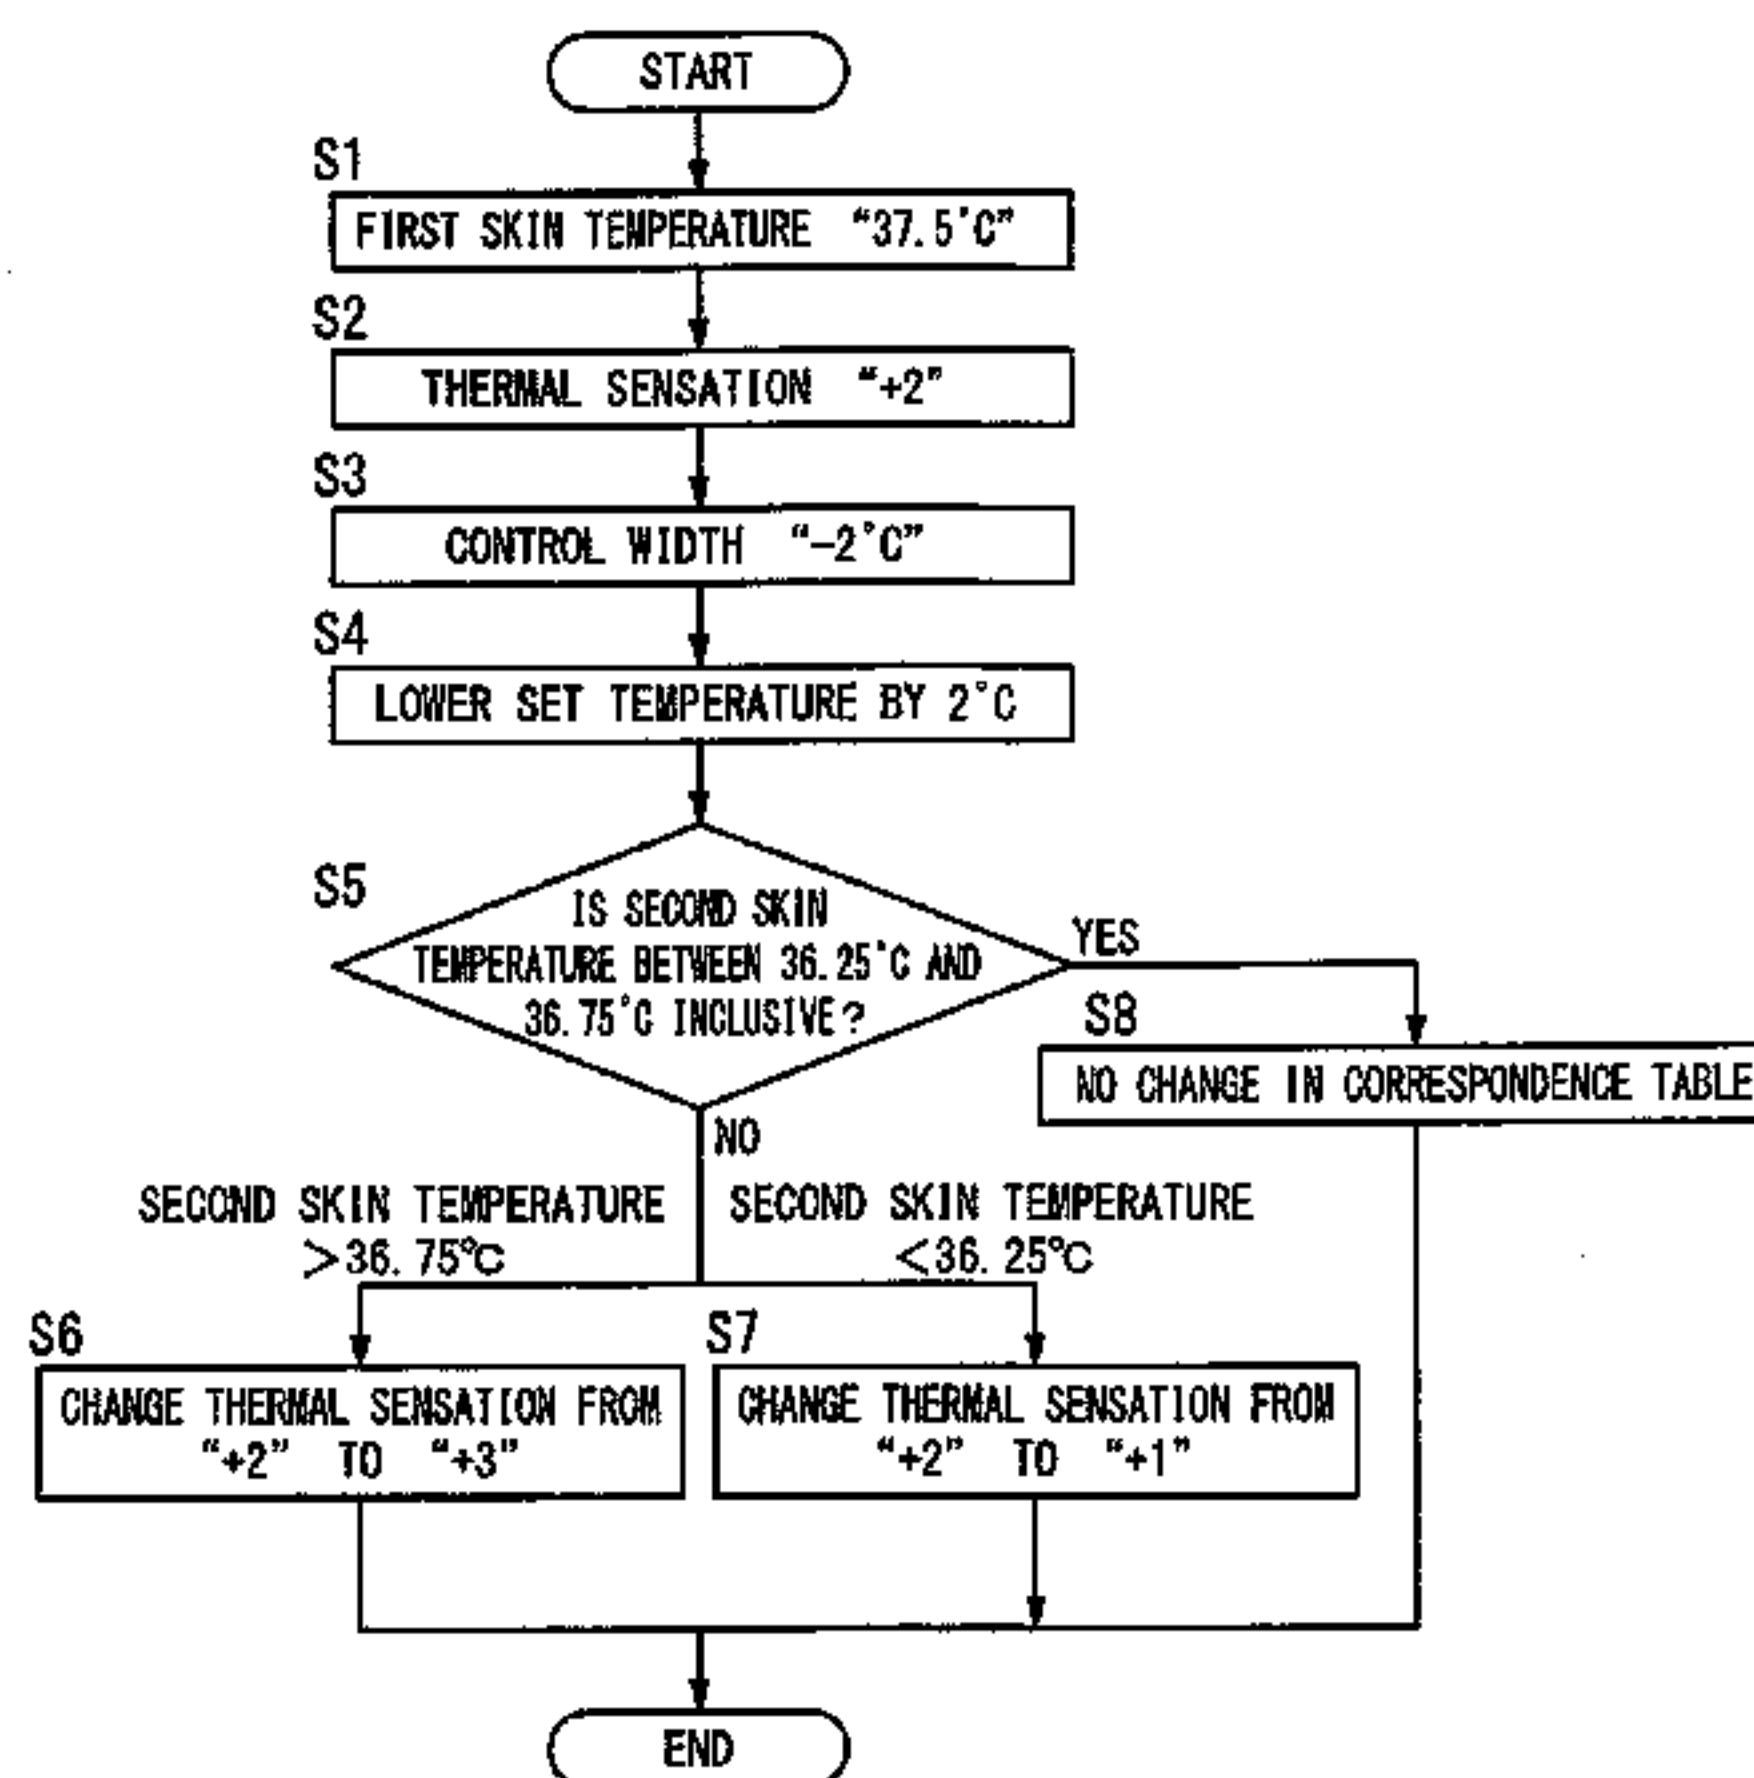 START
S1
FIRST SKIN TEMPERATURE “37.5°C”
S2
THERMAL SENSATION “+2”
S3
CONTROL WIDTH “−2°C”
S4
LOWER SET TEMPERATURE BY 2°C
S5
IS SECOND SKIN
TEMPERATURE BETWEEN 36.25°C AND
36.75°C INCLUSIVE?
YES
S8
NO CHANGE IN CORRESPONDENCE TABLE
NO
SECOND SKIN TEMPERATURE
>36.75℃
SECOND SKIN TEMPERATURE
<36.25℃
S6
CHANGE THERMAL SENSATION FROM
“+2” TO “+3”
S7
CHANGE THERMAL SENSATION FROM
“+2” TO “+1”
END